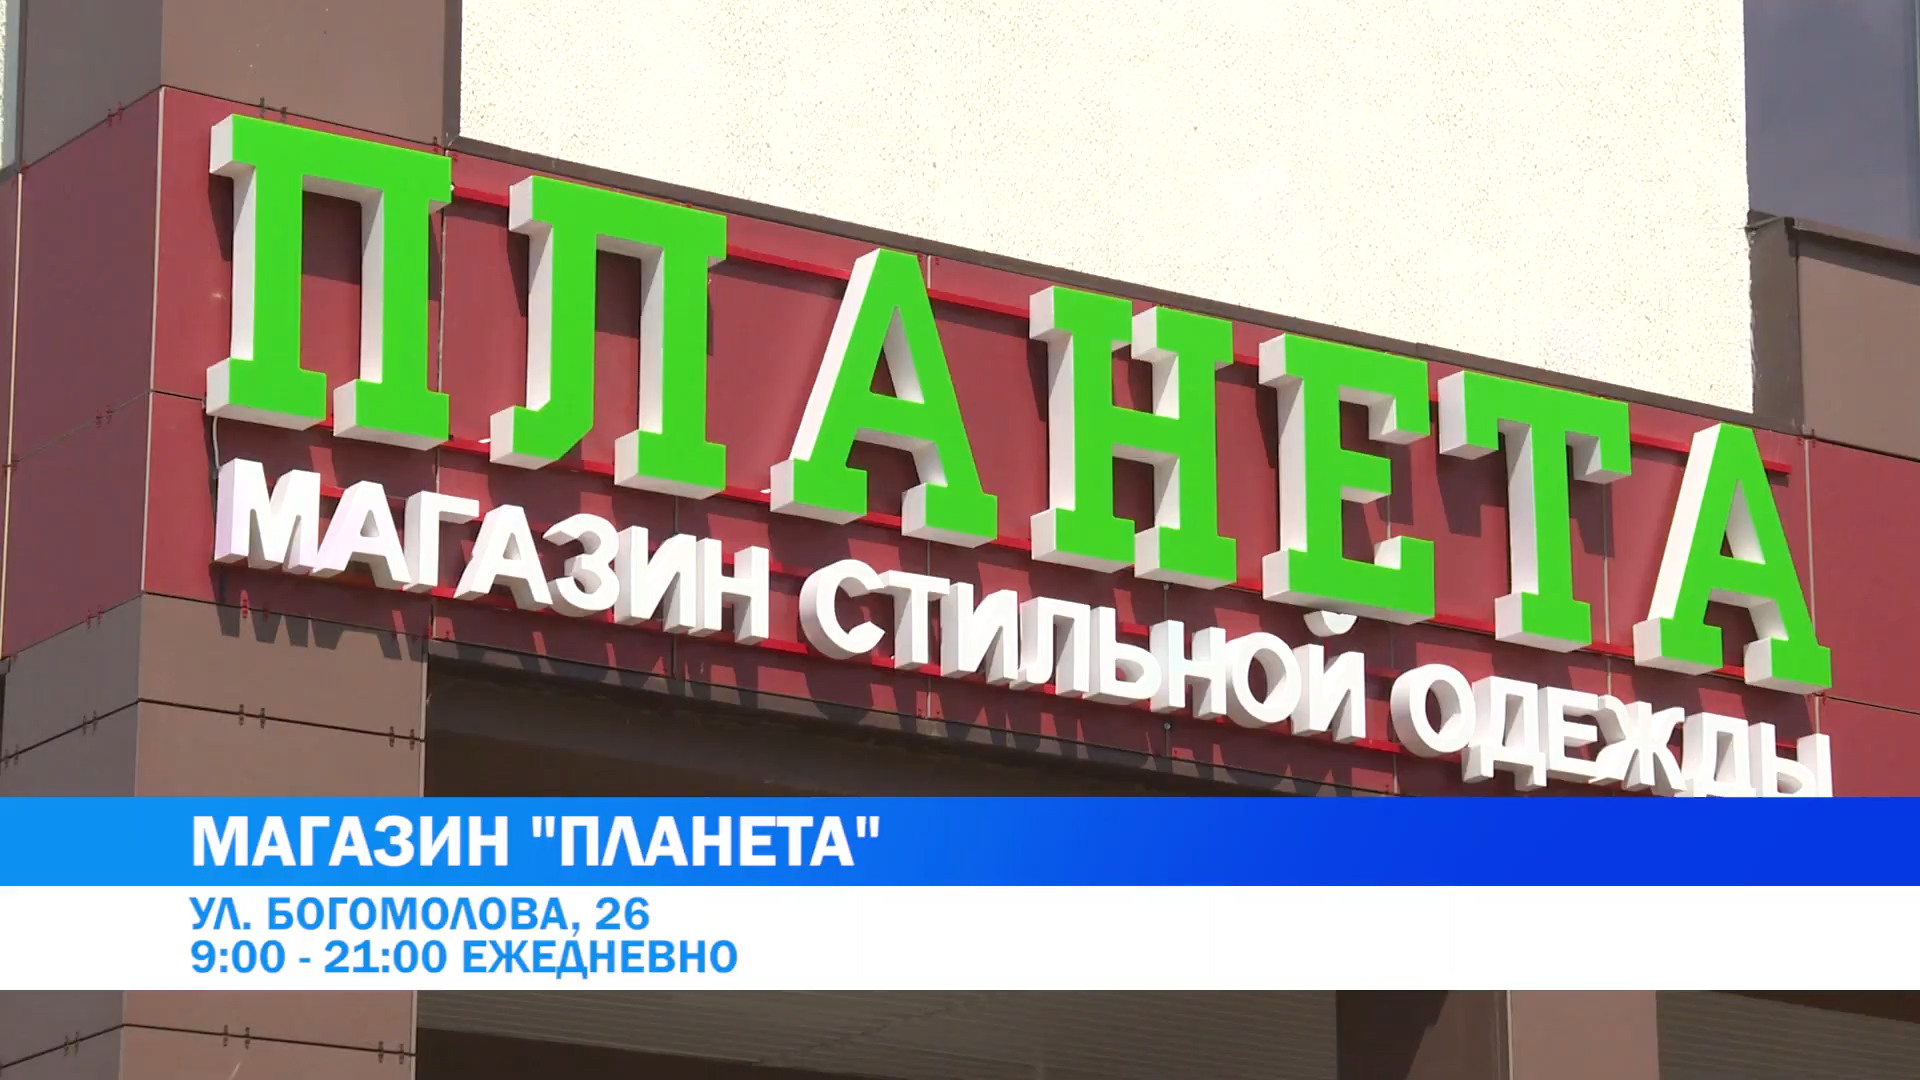 ПЛАНЕТА
МАГАЗИН СТИЛЬНОЙ ОДЕЖДЫ
МАГАЗИН "ПЛАНЕТА"
УЛ. БОГОМОЛОВА, 26
9:00 - 21:00 ЕЖЕДНЕВНО